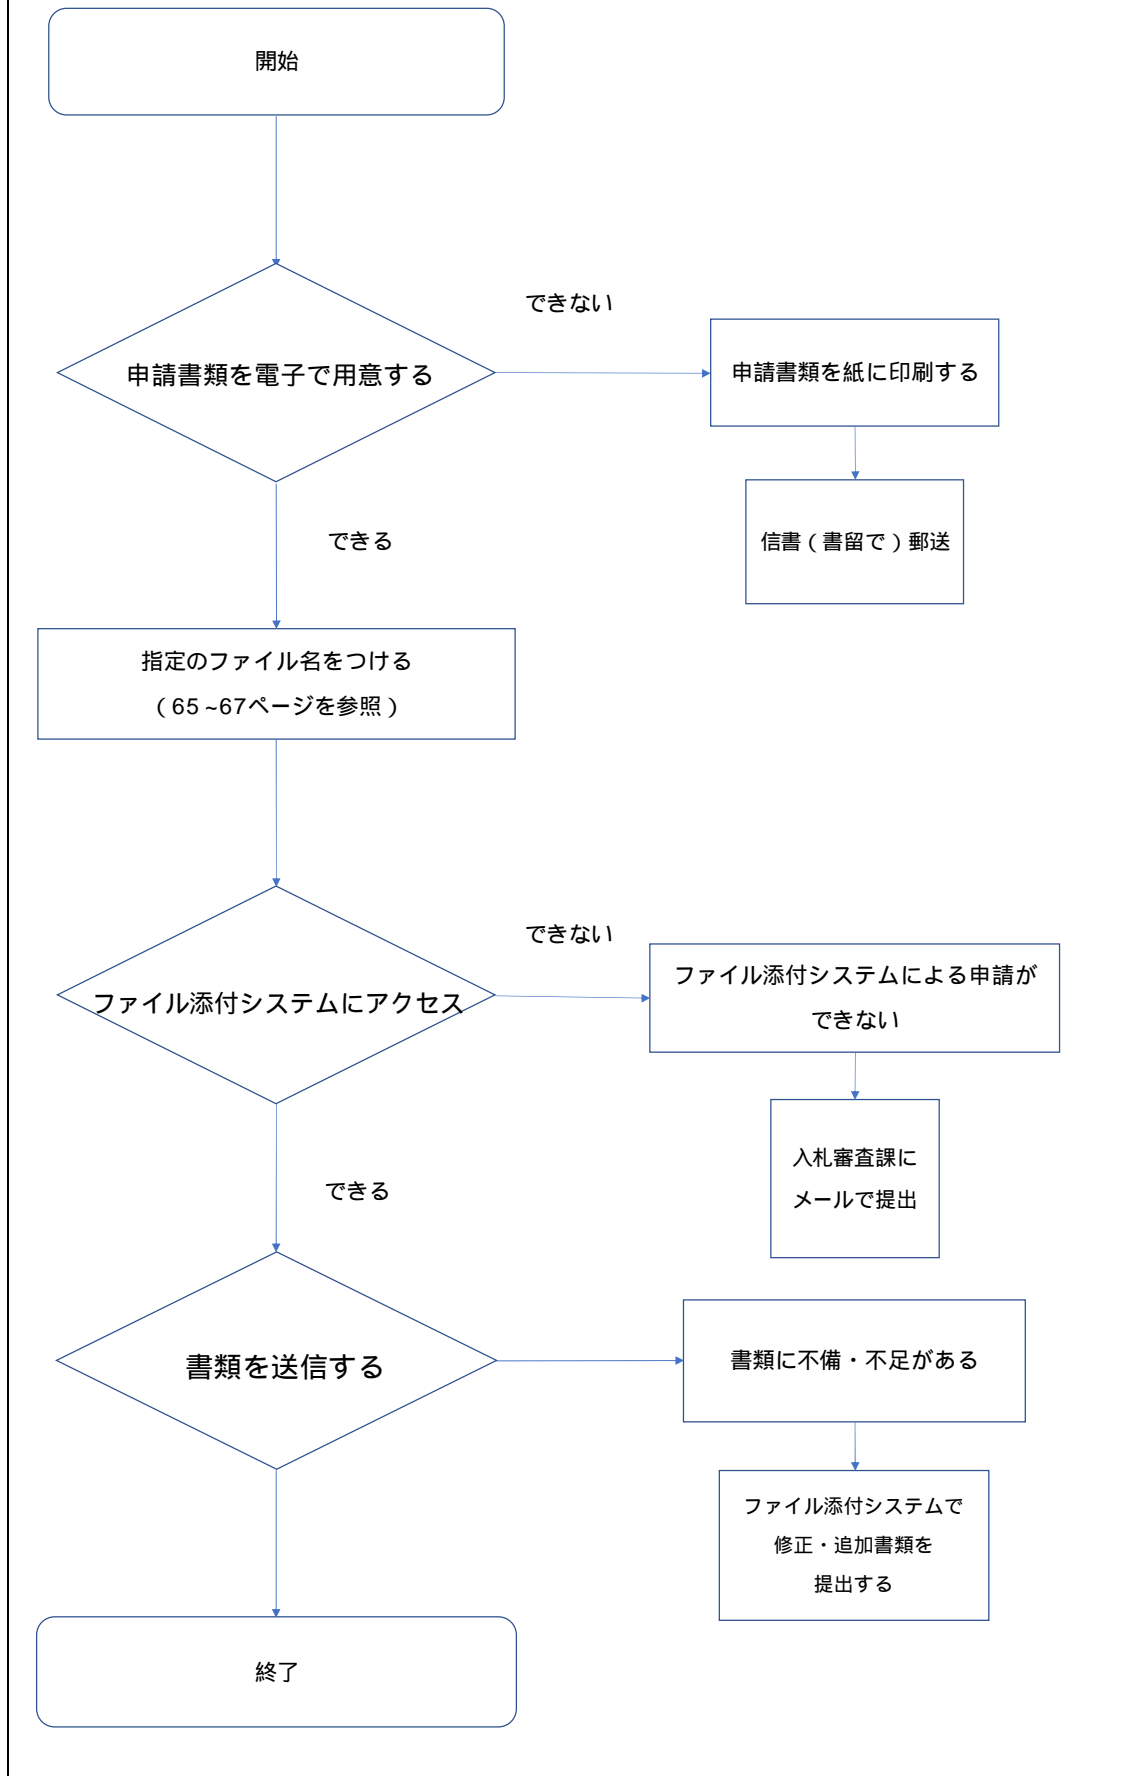 開始
できない
申請書類を電子で用意する
申請書類を紙に印刷する
信書(書留で)郵送
できる
指定のファイル名をつける
(65~67ページを参照)
できない
ファイル添付システムにアクセス
ファイル添付システムによる申請が
できない
入札審査課に
メールで提出
できる
書類を送信する
書類に不備・不足がある
ファイル添付システムで
修正・追加書類を
提出する
終了